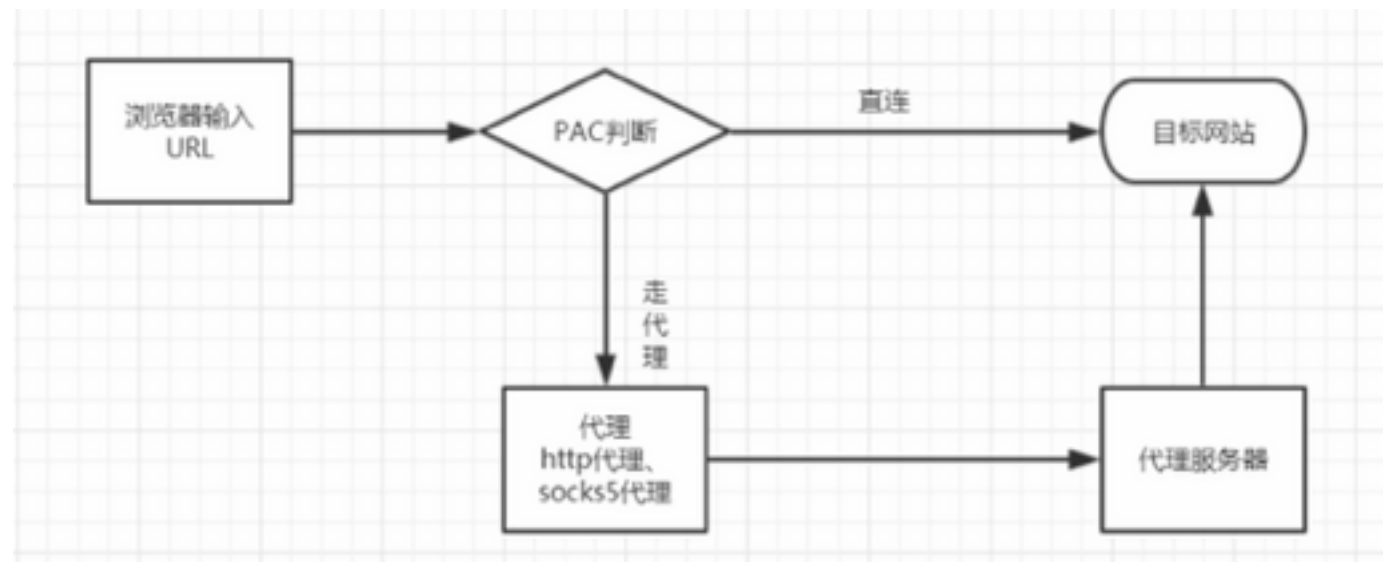 浏览器输入
URL
PAC判断
直连
目标网站
走
代
理
代理
http代理、
socks5代理
代理服务器